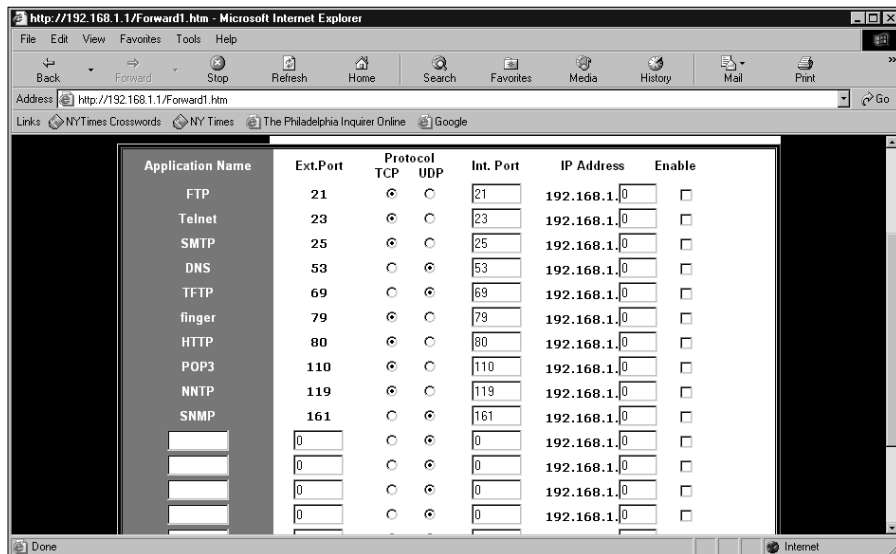 http://192.168.1.1/Forward1.htm - Microsoft Internet Explorer
File Edit View Favorites Tools Help
Back Forward Stop Refresh Home Search Favorites Media History Mail Print »
Address http://192.168.1.1/Forward1.htm Go
Links NYTimes Crosswords NY Times The Philadelphia Inquirer Online Google
Application Name Ext.Port Protocol TCP UDP Int. Port IP Address Enable
FTP 21 21 192.168.1. 0
Telnet 23 23 192.168.1. 0
SMTP 25 25 192.168.1. 0
DNS 53 53 192.168.1. 0
TFTP 69 69 192.168.1. 0
finger 79 79 192.168.1. 0
HTTP 80 80 192.168.1. 0
POP3 110 110 192.168.1. 0
NNTP 119 119 192.168.1. 0
SNMP 161 161 192.168.1. 0
0 0 192.168.1. 0
0 0 192.168.1. 0
0 0 192.168.1. 0
0 0 192.168.1. 0
Done Internet